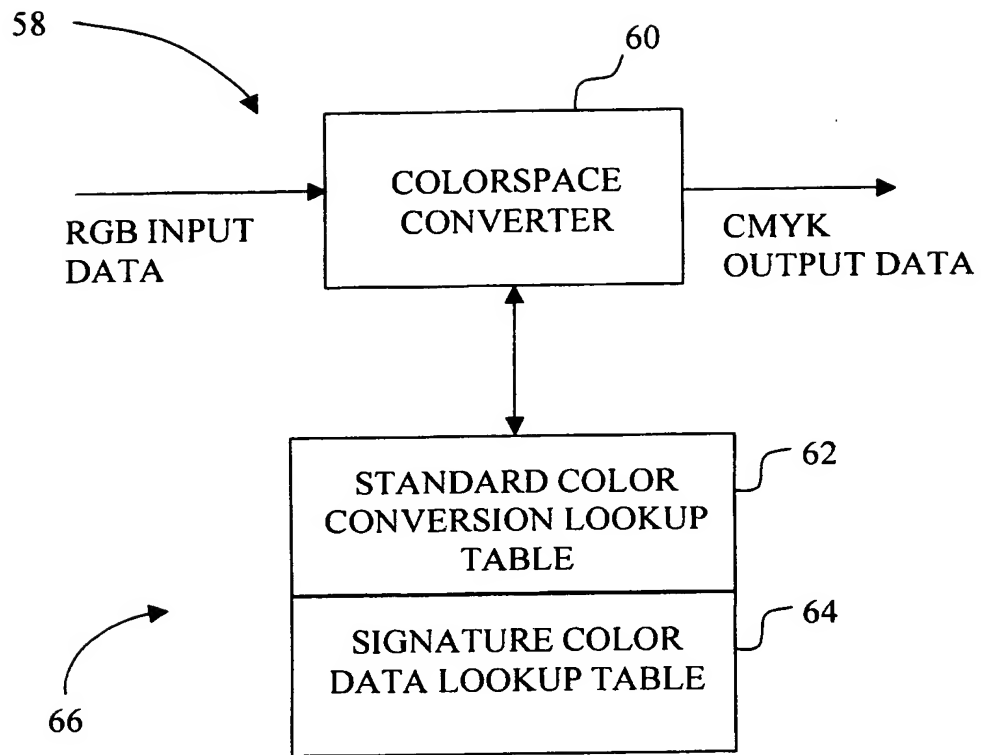 58
60
COLORSPACE
CONVERTER
RGB INPUT
DATA
CMYK
OUTPUT DATA
62
STANDARD COLOR
CONVERSION LOOKUP
TABLE
64
SIGNATURE COLOR
DATA LOOKUP TABLE
66